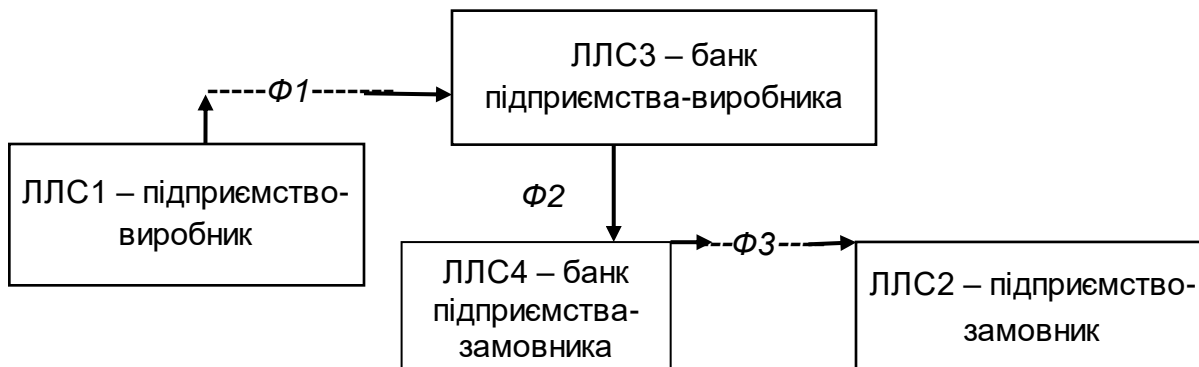 ЛЛС3 – банк
підприємства-виробника
Ф1
ЛЛС1 – підприємство-
виробник
Ф2
Ф3
ЛЛС4 – банк
підприємства-
замовника
ЛЛС2 – підприємство-
замовник